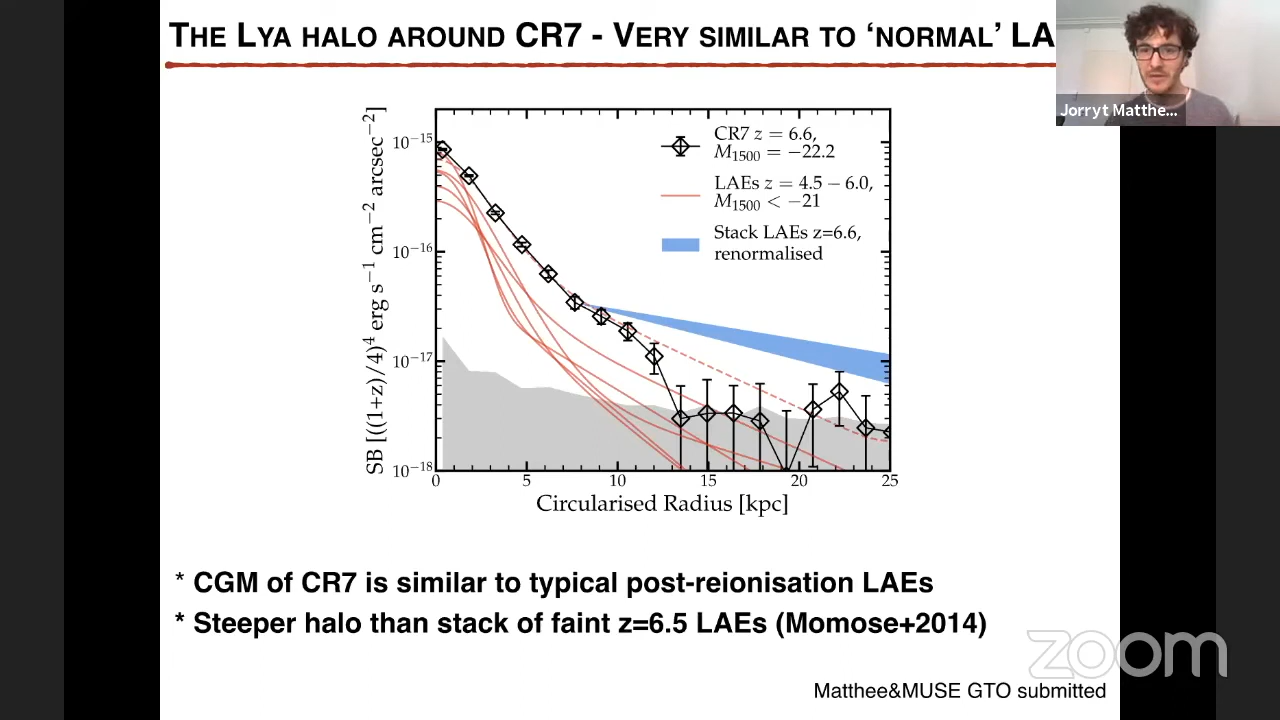 THE LYA HALO AROUND CR7 - VERY SIMILAR TO ‘NORMAL’ LA
Jorryt Matthe...
CR7 z = 6.6,
M1500 = −22.2
LAEs z = 4.5 − 6.0,
M1500 < −21
Stack LAEs z=6.6,
renormalised
SB [((1+z)/4)^4 erg s^−1 cm^−2 arcsec^−2]
10^−15
10^−16
10^−17
10^−18
0 5 10 15 20 25
Circularised Radius [kpc]
* CGM of CR7 is similar to typical post-reionisation LAEs
* Steeper halo than stack of faint z=6.5 LAEs (Momose+2014)
zoom
Matthee&MUSE GTO submitted